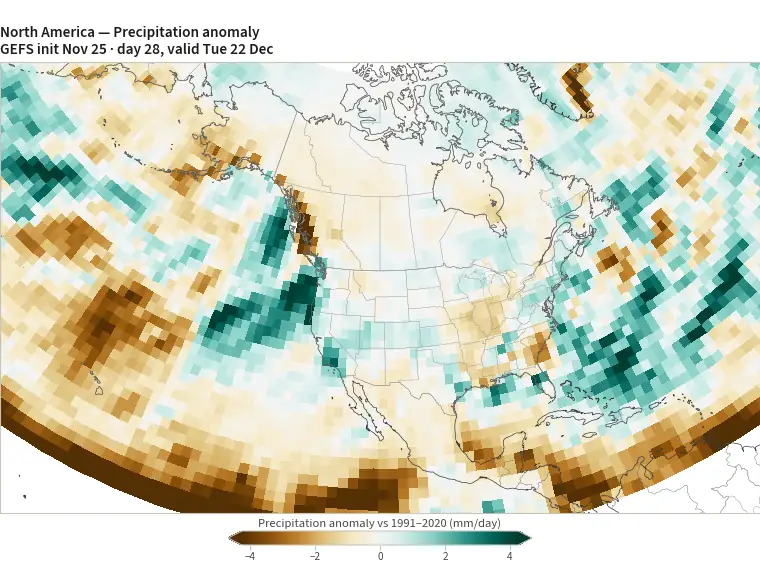 North America — Precipitation anomaly
GEFS init Nov 25 · day 28, valid Tue 22 Dec
Precipitation anomaly vs 1991–2020 (mm/day)
−4 −2 0 2 4